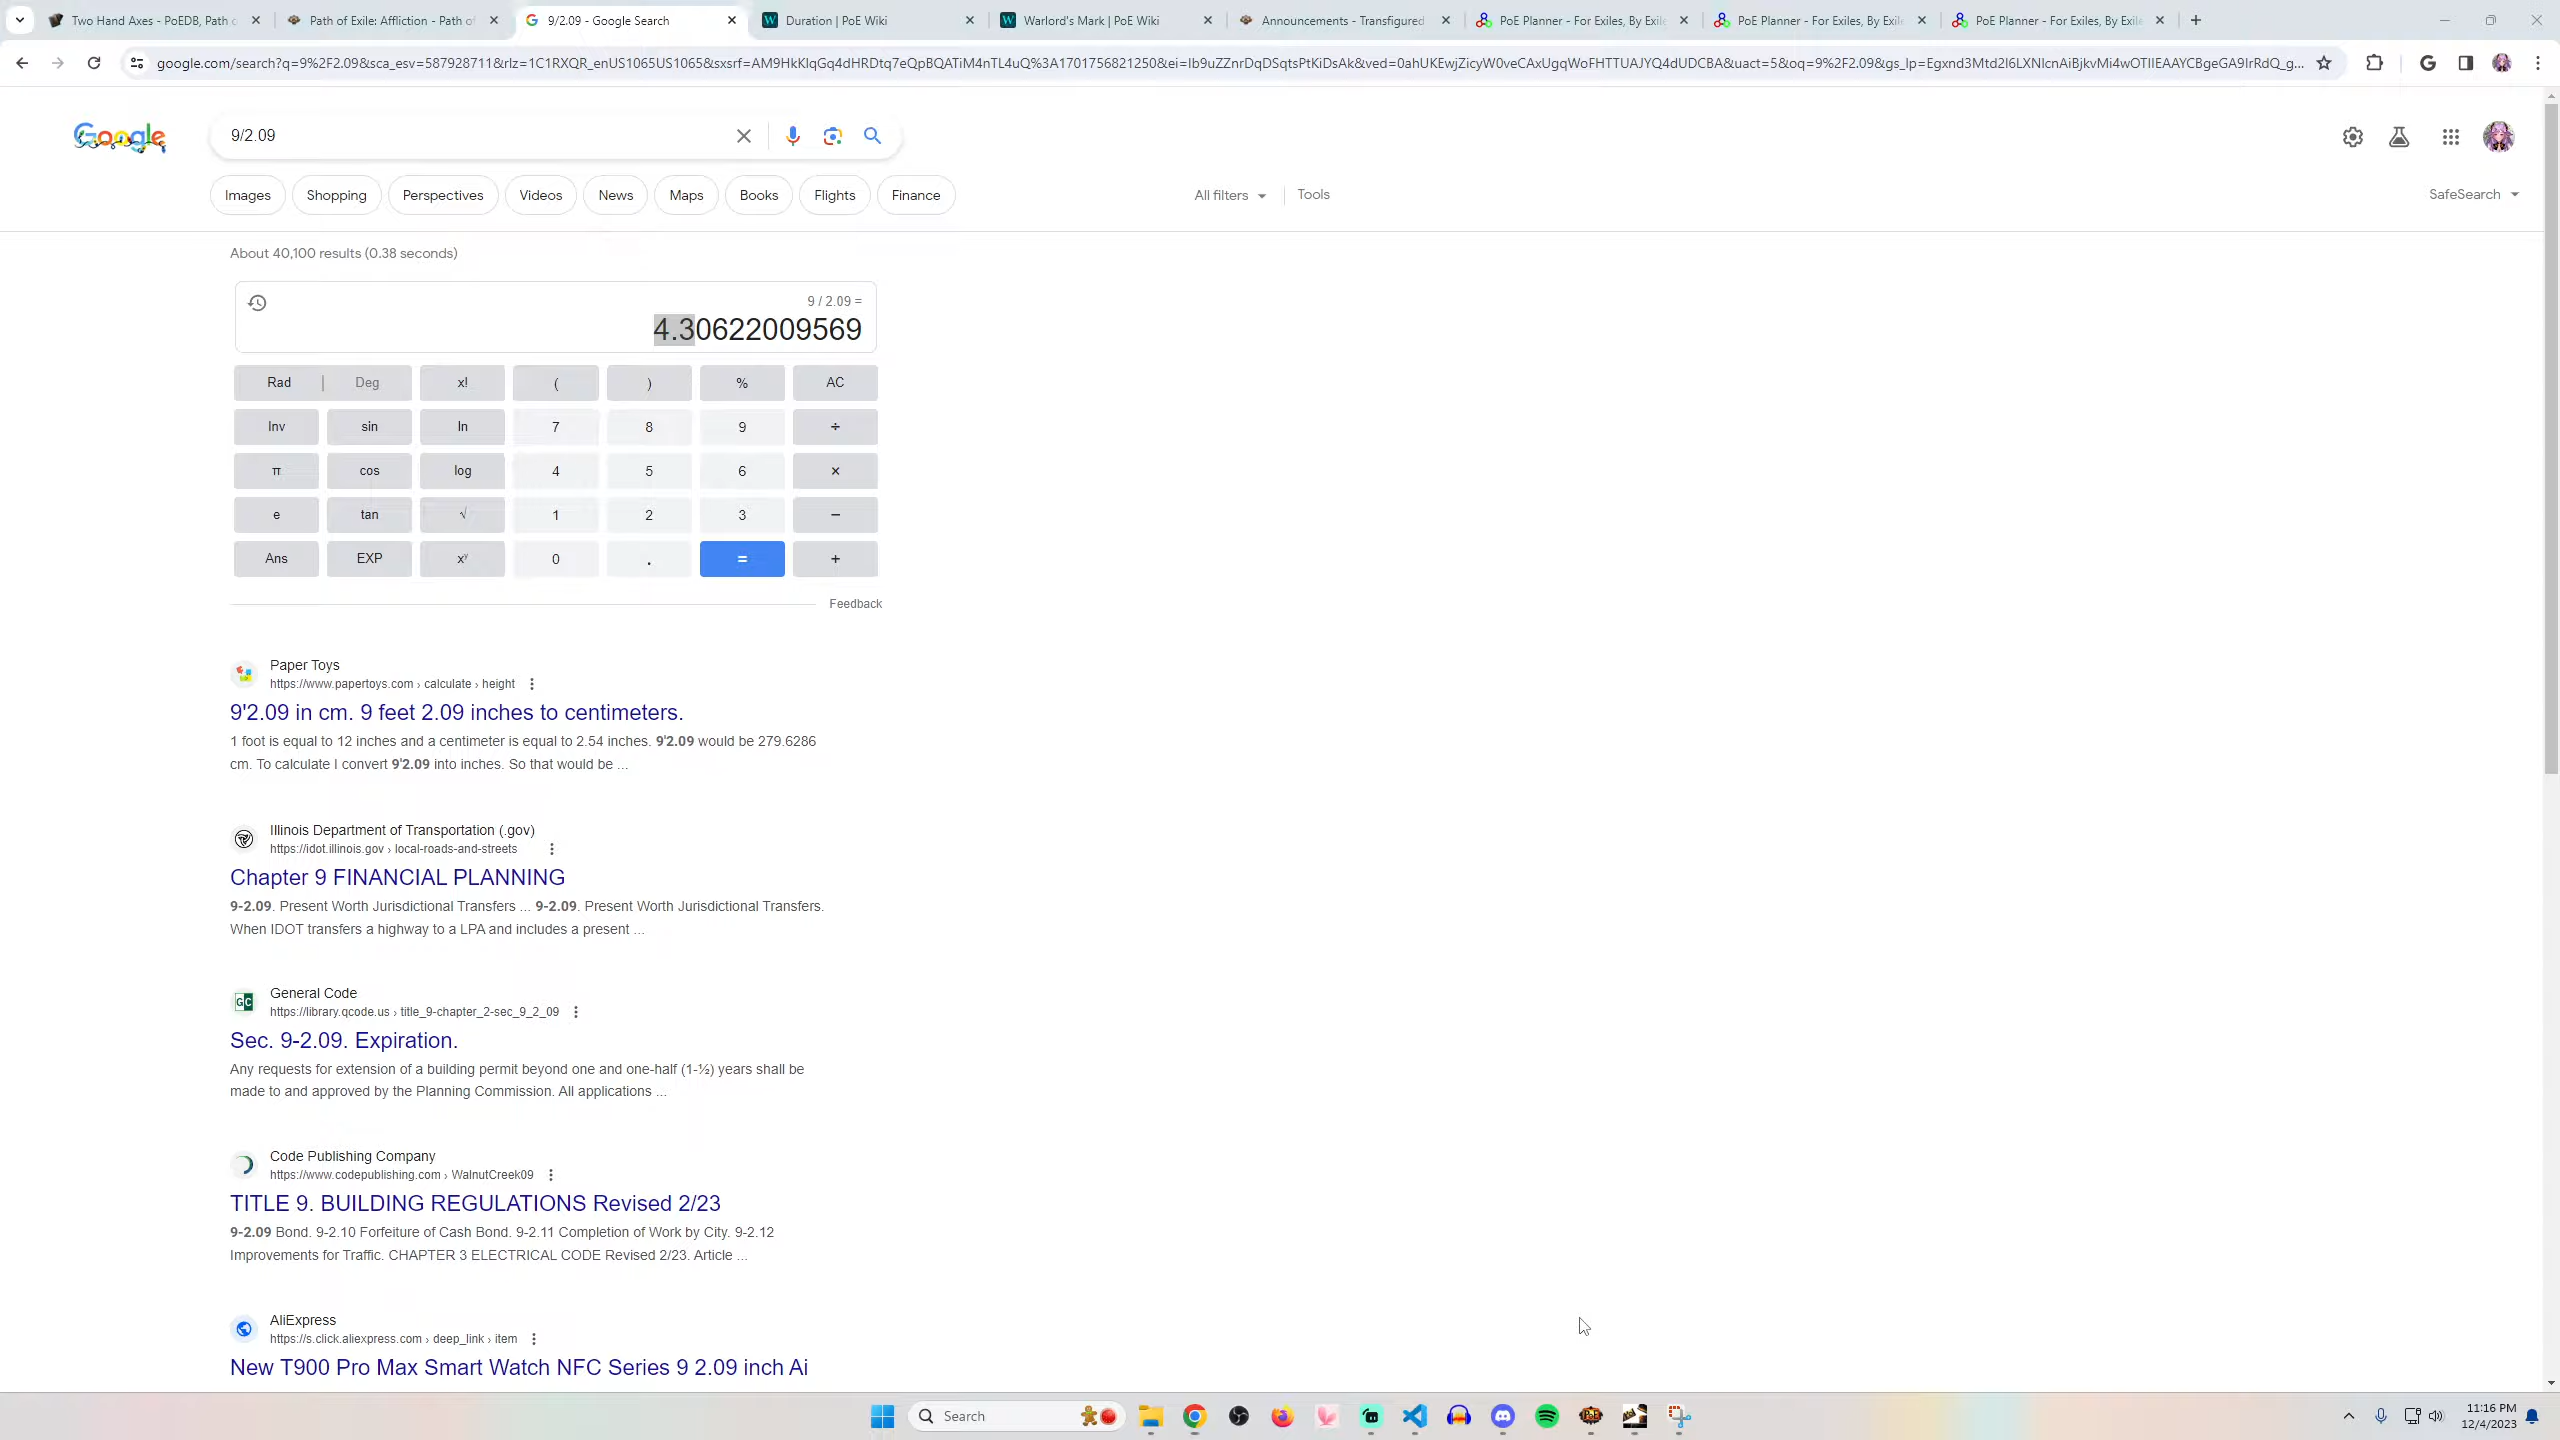 Two Hand Axes - PoEDB, Path o
Path of Exile: Affliction - Path of
9/2.09 - Google Search
Duration | PoE Wiki
Warlord's Mark | PoE Wiki
Announcements - Transfigured
PoE Planner - For Exiles, By Exile
PoE Planner - For Exiles, By Exile
PoE Planner - For Exiles, By Exile
Google
9/2.09
Images
Shopping
Perspectives
Videos
News
Maps
Books
Flights
Finance
All filters
Tools
SafeSearch
About 40,100 results (0.38 seconds)
9 / 2.09 =
4.30622009569
Rad | Deg x! ( ) % AC
Inv sin ln 7 8 9 ÷
π cos log 4 5 6 ×
e tan √ 1 2 3 −
Ans EXP xʸ 0 . = +
Feedback
Paper Toys
https://www.papertoys.com › calculate › height
9'2.09 in cm. 9 feet 2.09 inches to centimeters.
1 foot is equal to 12 inches and a centimeter is equal to 2.54 inches. 9'2.09 would be 279.6286
cm. To calculate I convert 9'2.09 into inches. So that would be ...
Illinois Department of Transportation (.gov)
https://idot.illinois.gov › local-roads-and-streets
Chapter 9 FINANCIAL PLANNING
9-2.09. Present Worth Jurisdictional Transfers ... 9-2.09. Present Worth Jurisdictional Transfers.
When IDOT transfers a highway to a LPA and includes a present ...
General Code
https://library.qcode.us › title_9-chapter_2-sec_9_2_09
Sec. 9-2.09. Expiration.
Any requests for extension of a building permit beyond one and one-half (1-½) years shall be
made to and approved by the Planning Commission. All applications ...
Code Publishing Company
https://www.codepublishing.com › WalnutCreek09
TITLE 9. BUILDING REGULATIONS Revised 2/23
9-2.09 Bond. 9-2.10 Forfeiture of Cash Bond. 9-2.11 Completion of Work by City. 9-2.12
Improvements for Traffic. CHAPTER 3 ELECTRICAL CODE Revised 2/23. Article ...
AliExpress
https://s.click.aliexpress.com › deep_link › item
New T900 Pro Max Smart Watch NFC Series 9 2.09 inch Ai
Search
11:16 PM
12/4/2023